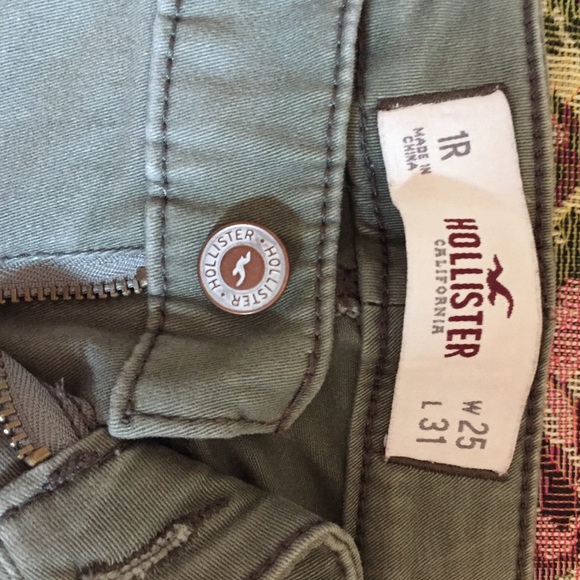 1R
MADE IN
CHINA
HOLLISTER
CALIFORNIA
W 25
L 31
HOLLISTER • HOLLISTER •